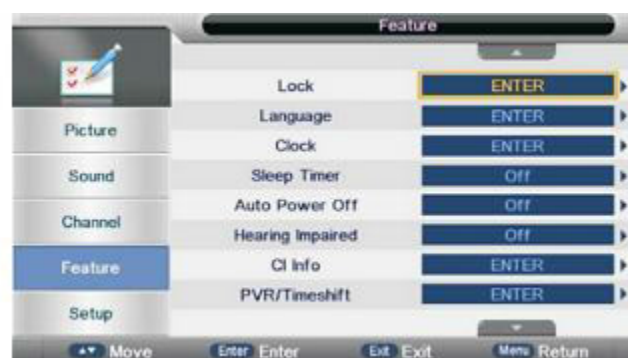 Feature
Lock ENTER
Language ENTER
Picture
Clock ENTER
Sound
Sleep Timer Off
Auto Power Off Off
Channel
Hearing Impaired Off
Feature
CI Info ENTER
PVR/Timeshift ENTER
Setup
Move Enter Enter Exit Exit Menu Return